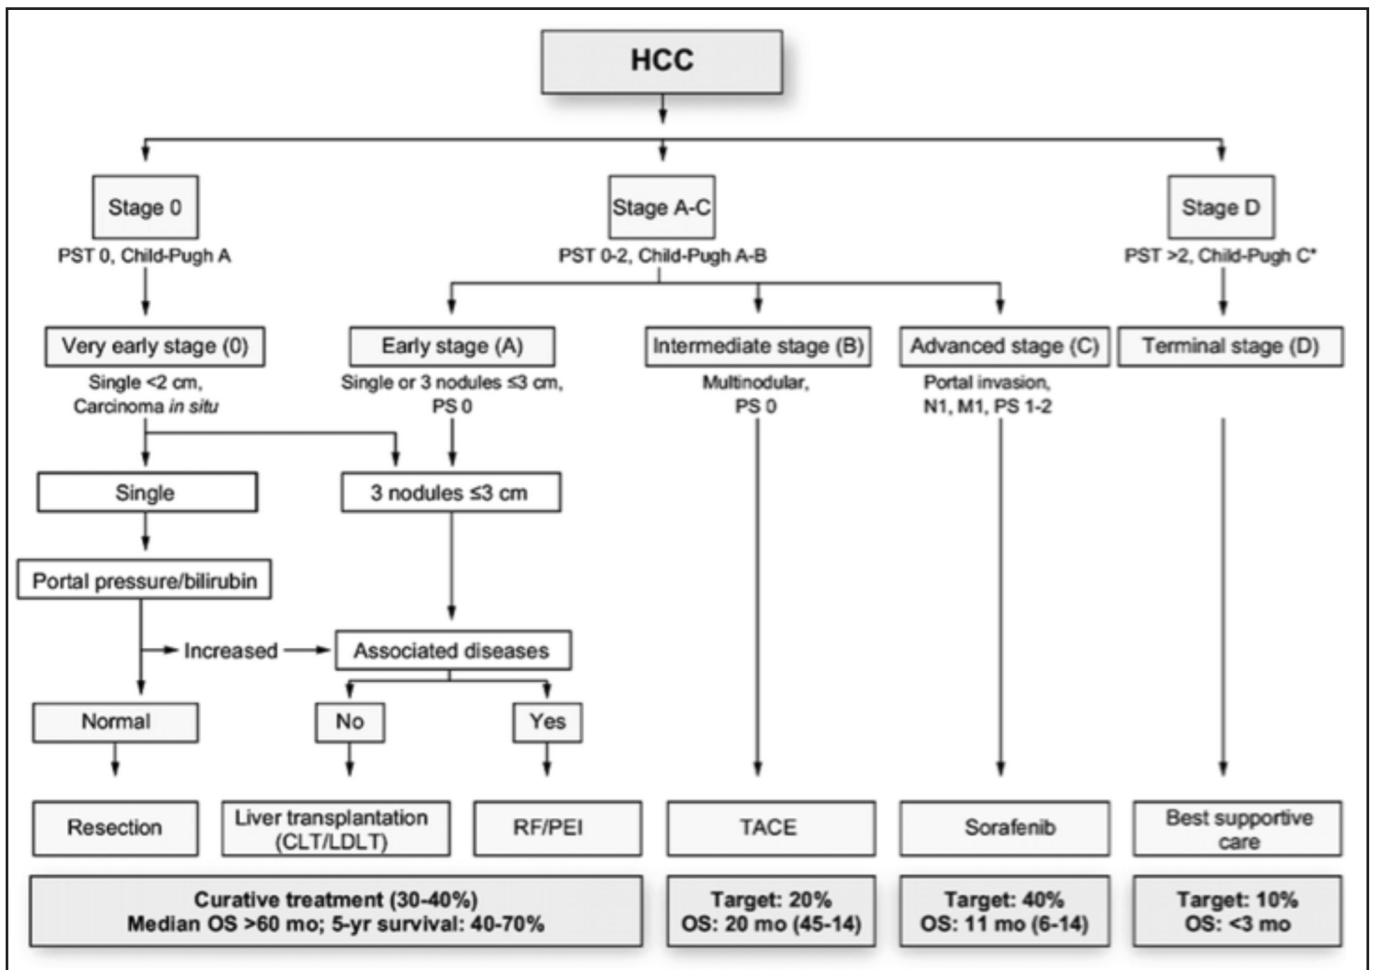 HCC
Stage 0
PST 0, Child-Pugh A
Stage A-C
PST 0-2, Child-Pugh A-B
Stage D
PST >2, Child-Pugh C*
Very early stage (0)
Single <2 cm,
Carcinoma in situ
Early stage (A)
Single or 3 nodules ≤3 cm,
PS 0
Intermediate stage (B)
Multinodular,
PS 0
Advanced stage (C)
Portal invasion,
N1, M1, PS 1-2
Terminal stage (D)
Single
3 nodules ≤3 cm
Portal pressure/bilirubin
Increased
Associated diseases
Normal
No
Yes
Resection
Liver transplantation
(CLT/LDLT)
RF/PEI
TACE
Sorafenib
Best supportive
care
Curative treatment (30-40%)
Median OS >60 mo; 5-yr survival: 40-70%
Target: 20%
OS: 20 mo (45-14)
Target: 40%
OS: 11 mo (6-14)
Target: 10%
OS: <3 mo